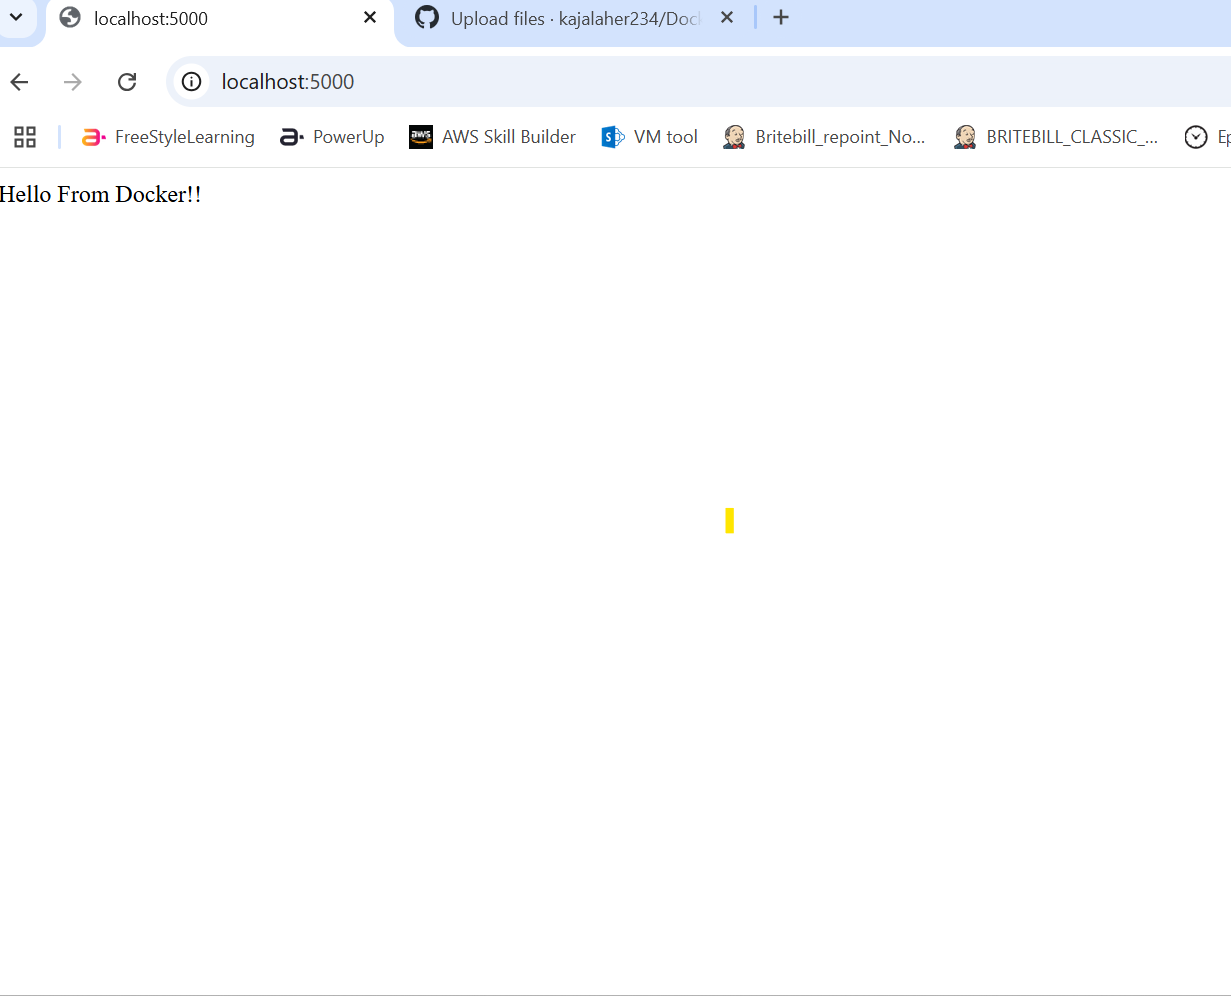 localhost:5000
Upload files · kajalaher234/Doc
localhost:5000
FreeStyleLearning
PowerUp
aws
AWS Skill Builder
S
VM tool
Britebill_repoint_No...
BRITEBILL_CLASSIC_...
Ep
Hello From Docker!!